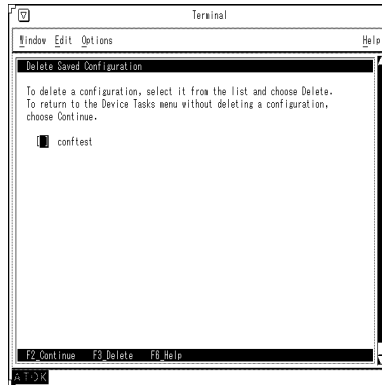 Terminal
Window Edit Options Help
Delete Saved Configuration
To delete a configuration, select it from the list and choose Delete.
To return to the Device Tasks menu without deleting a configuration,
choose Continue.
[ ] conftest
F2_Continue F3_Delete F6_Help
ATOK